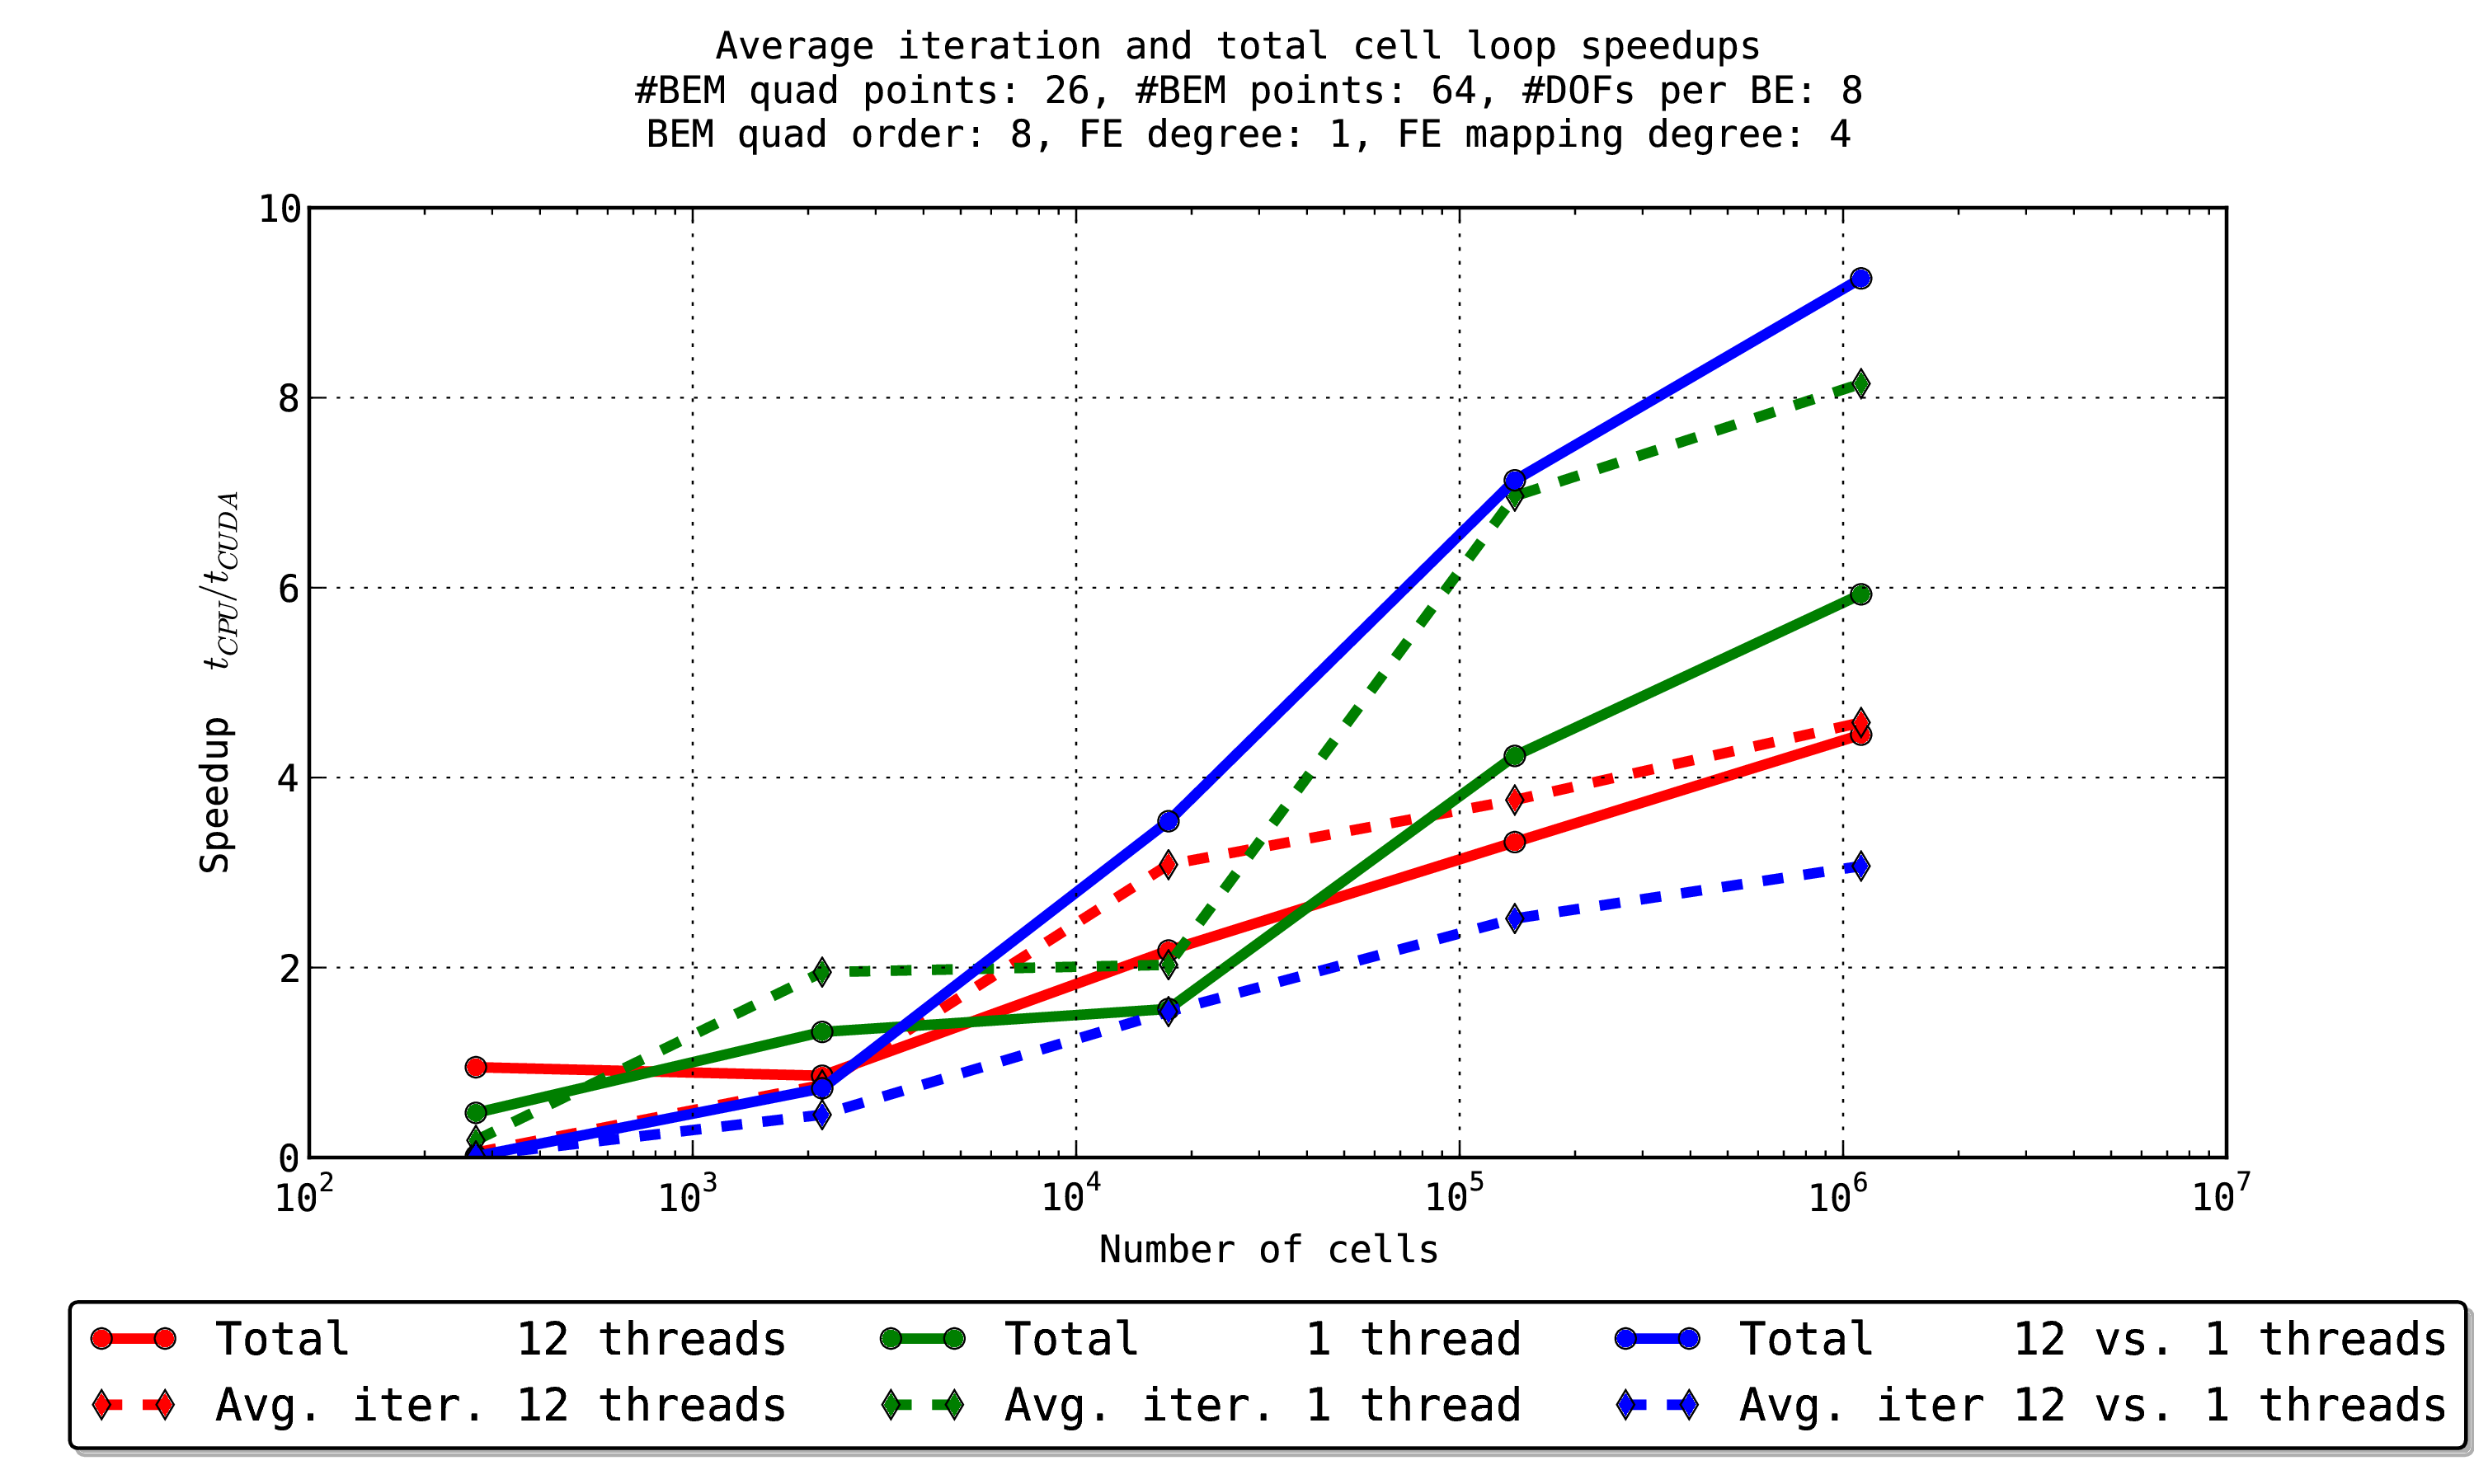 Average iteration and total cell loop speedups
#BEM quad points: 26, #BEM points: 64, #DOFs per BE: 8
BEM quad order: 8, FE degree: 1, FE mapping degree: 4
10
8
6
4
2
0
Speedup t_CPU/t_CUDA
10^2 10^3 10^4 10^5 10^6 10^7
Number of cells
Total 12 threads Total 1 thread Total 12 vs. 1 threads
Avg. iter. 12 threads Avg. iter. 1 thread Avg. iter 12 vs. 1 threads